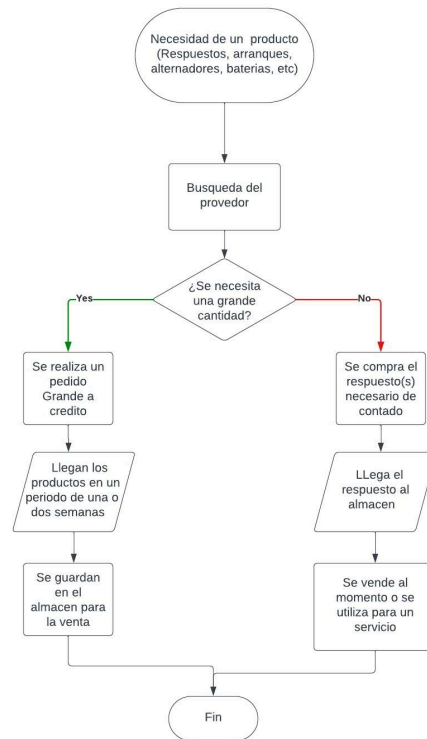 Necesidad de un producto
(Respuestos, arranques,
alternadores, baterias, etc)
Busqueda del
provedor
¿Se necesita
una grande
cantidad?
Yes
No
Se realiza un
pedido
Grande a
credito
Se compra el
respuesto(s)
necesario de
contado
Llegan los
productos en un
periodo de una o
dos semanas
LLega el
respuesto al
almacen
Se guardan
en el
almacen para
la venta
Se vende al
momento o se
utiliza para un
servicio
Fin